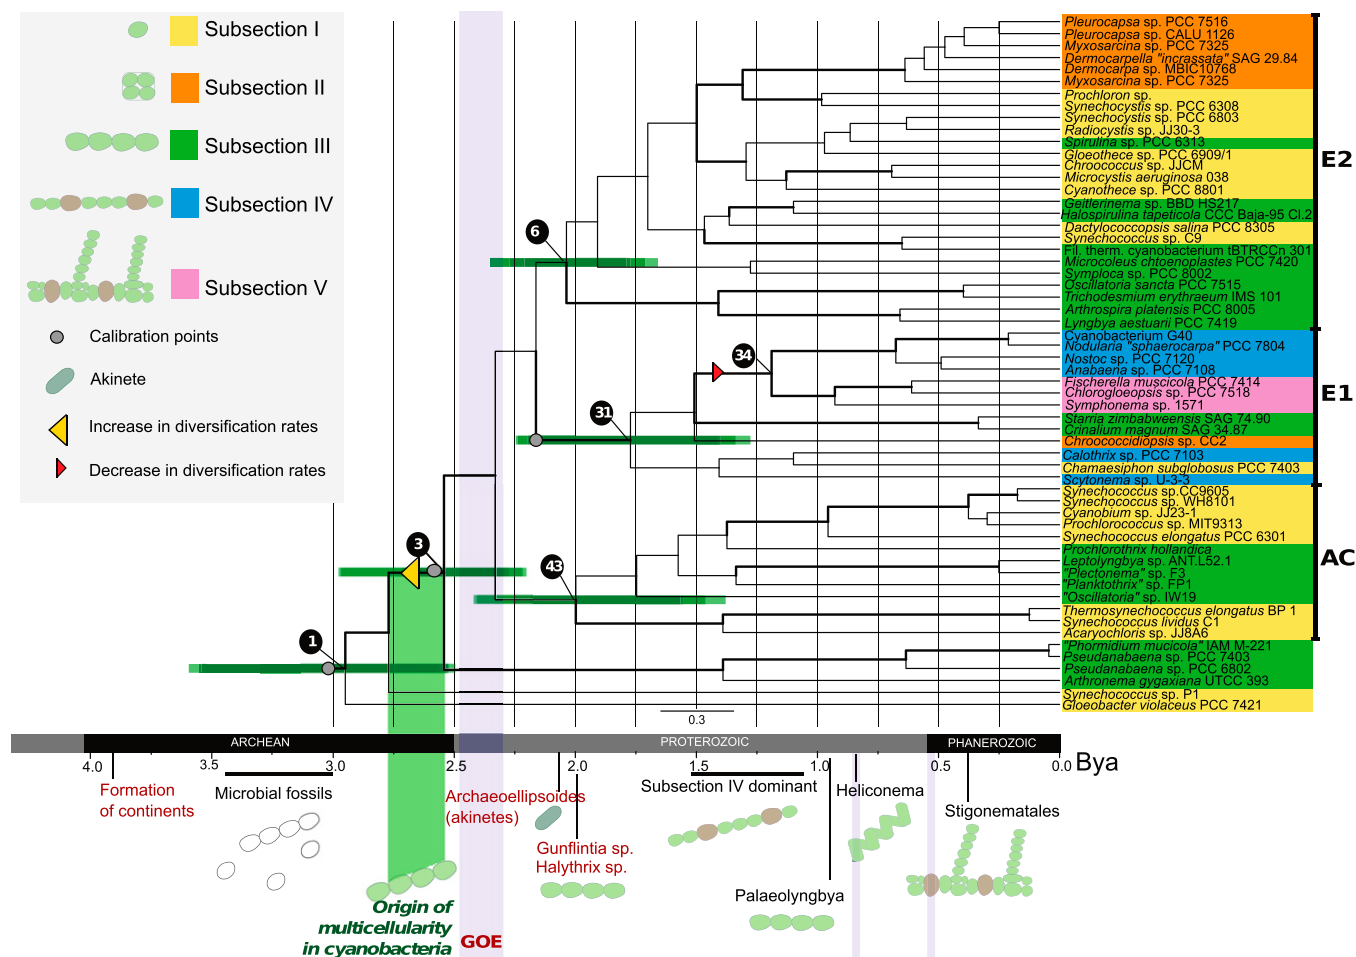 Subsection I
Subsection II
Subsection III
Subsection IV
Subsection V
Calibration points
Akinete
Increase in diversification rates
Decrease in diversification rates
Pleurocapsa sp. PCC 7516
Pleurocapsa sp. CALU 1126
Myxosarcina sp. PCC 7325
Dermocarpella "incrassata" SAG 29.84
Dermocarpa sp. MBIC10768
Myxosarcina sp. PCC 7325
Prochloron sp.
Synechocystis sp. PCC 6308
Synechocystis sp. PCC 6803
Radiocystis sp. JJ30-3
Spirulina sp. PCC 6313
Gloeothece sp. PCC 6909/1
Chroococcus sp. JJCM
Microcystis aeruginosa 038
Cyanothece sp. PCC 8801
Geitlerinema sp. BBD HS217
Halospirulina tapeticola CCC Baja-95 Cl.2
Dactylococcopsis salina PCC 8305
Synechococcus sp. C9
Fil. therm. cyanobacterium tBTRCCn 301
Microcoleus chtoenoplastes PCC 7420
Symploca sp. PCC 8002
Oscillatoria sancta PCC 7515
Trichodesmium erythraeum IMS 101
Arthrospira platensis PCC 8005
Lyngbya aestuarii PCC 7419
Cyanobacterium G40
Nodularia "sphaerocarpa" PCC 7804
Nostoc sp. PCC 7120
Anabaena sp. PCC 7108
Fischerella muscicola PCC 7414
Chlorogloeopsis sp. PCC 7518
Symphonema sp. 1571
Starria zimbabweensis SAG 74.90
Crinalium magnum SAG 34.87
Chroococcidiopsis sp. CC2
Calothrix sp. PCC 7103
Chamaesiphon subglobosus PCC 7403
Scytonema sp. U-3-3
Synechococcus sp.CC9605
Synechococcus sp. WH8101
Cyanobium sp. JJ23-1
Prochlorococcus sp. MIT9313
Synechococcus elongatus PCC 6301
Prochlorothrix hollandica
Leptolyngbya sp. ANT.L52.1
"Plectonema" sp. F3
"Planktothrix" sp. FP1
"Oscillatoria" sp. IW19
Thermosynechococcus elongatus BP 1
Synechococcus lividus C1
Acaryochloris sp. JJ8A6
"Phormidium mucicola" IAM M-221
Pseudanabaena sp. PCC 7403
Pseudanabaena sp. PCC 6802
Arthronema gygaxiana UTCC 393
Synechococcus sp. P1
Gloeobacter violaceus PCC 7421
E2
E1
AC
6
34
31
3
43
1
0.3
ARCHEAN PROTEROZOIC PHANEROZOIC
4.0 3.5 3.0 2.5 2.0 1.5 1.0 0.5 0.0 Bya
Formation
of continents
Microbial fossils
Archaeoellipsoides
(akinetes)
Gunflintia sp.
Halythrix sp.
Subsection IV dominant
Palaeolyngbya
Heliconema
Stigonematales
Origin of
multicellularity
in cyanobacteria
GOE